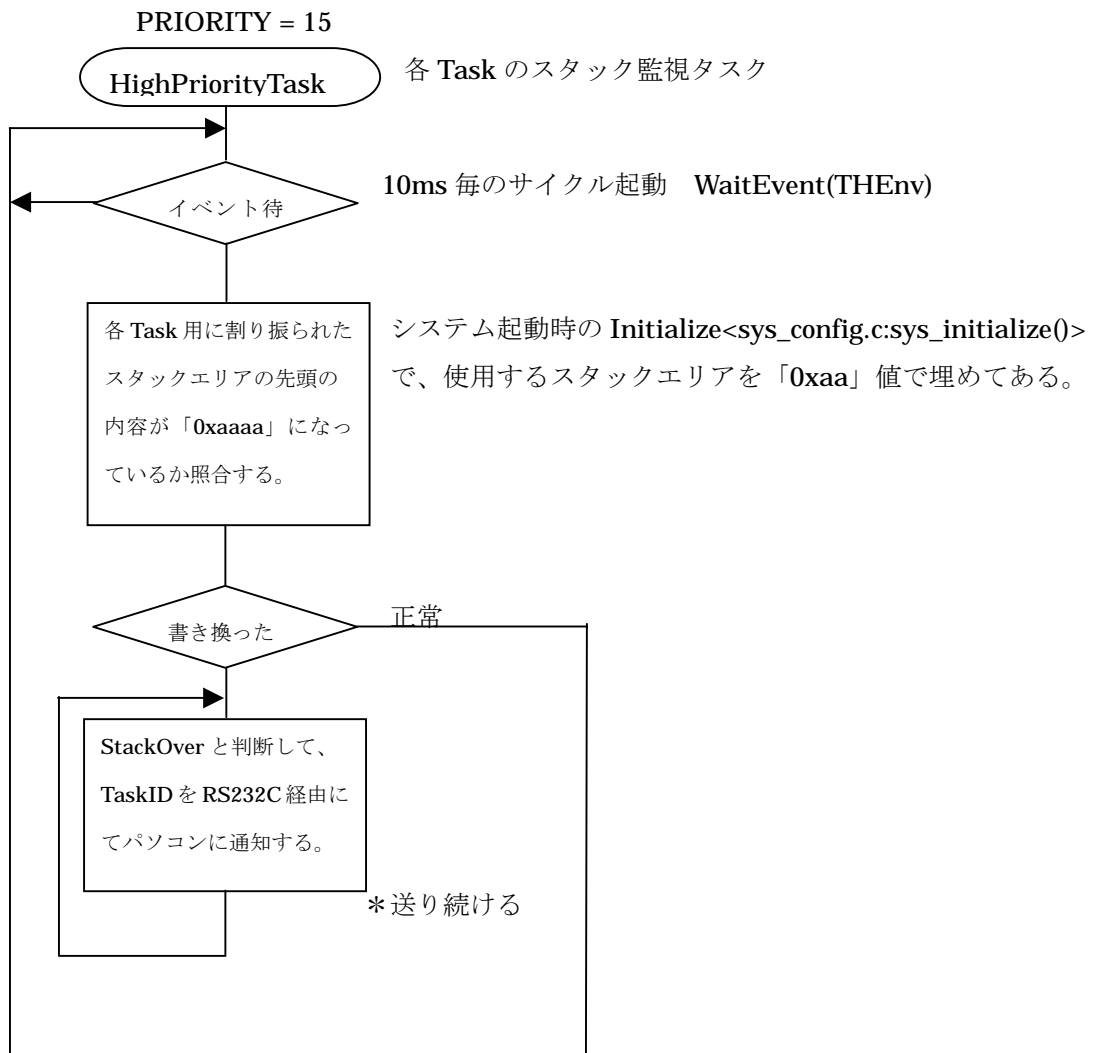 PRIORITY = 15
HighPriorityTask
各 Task のスタック監視タスク
10ms 毎のサイクル起動　WaitEvent(THEnv)
イベント待
各 Task 用に割り振られた
スタックエリアの先頭の
内容が「0xaaaa」になっ
ているか照合する。
システム起動時の Initialize<sys_config.c:sys_initialize()>
で、使用するスタックエリアを「0xaa」値で埋めてある。
書き換った
正常
StackOver と判断して、
TaskID を RS232C 経由に
てパソコンに通知する。
＊送り続ける